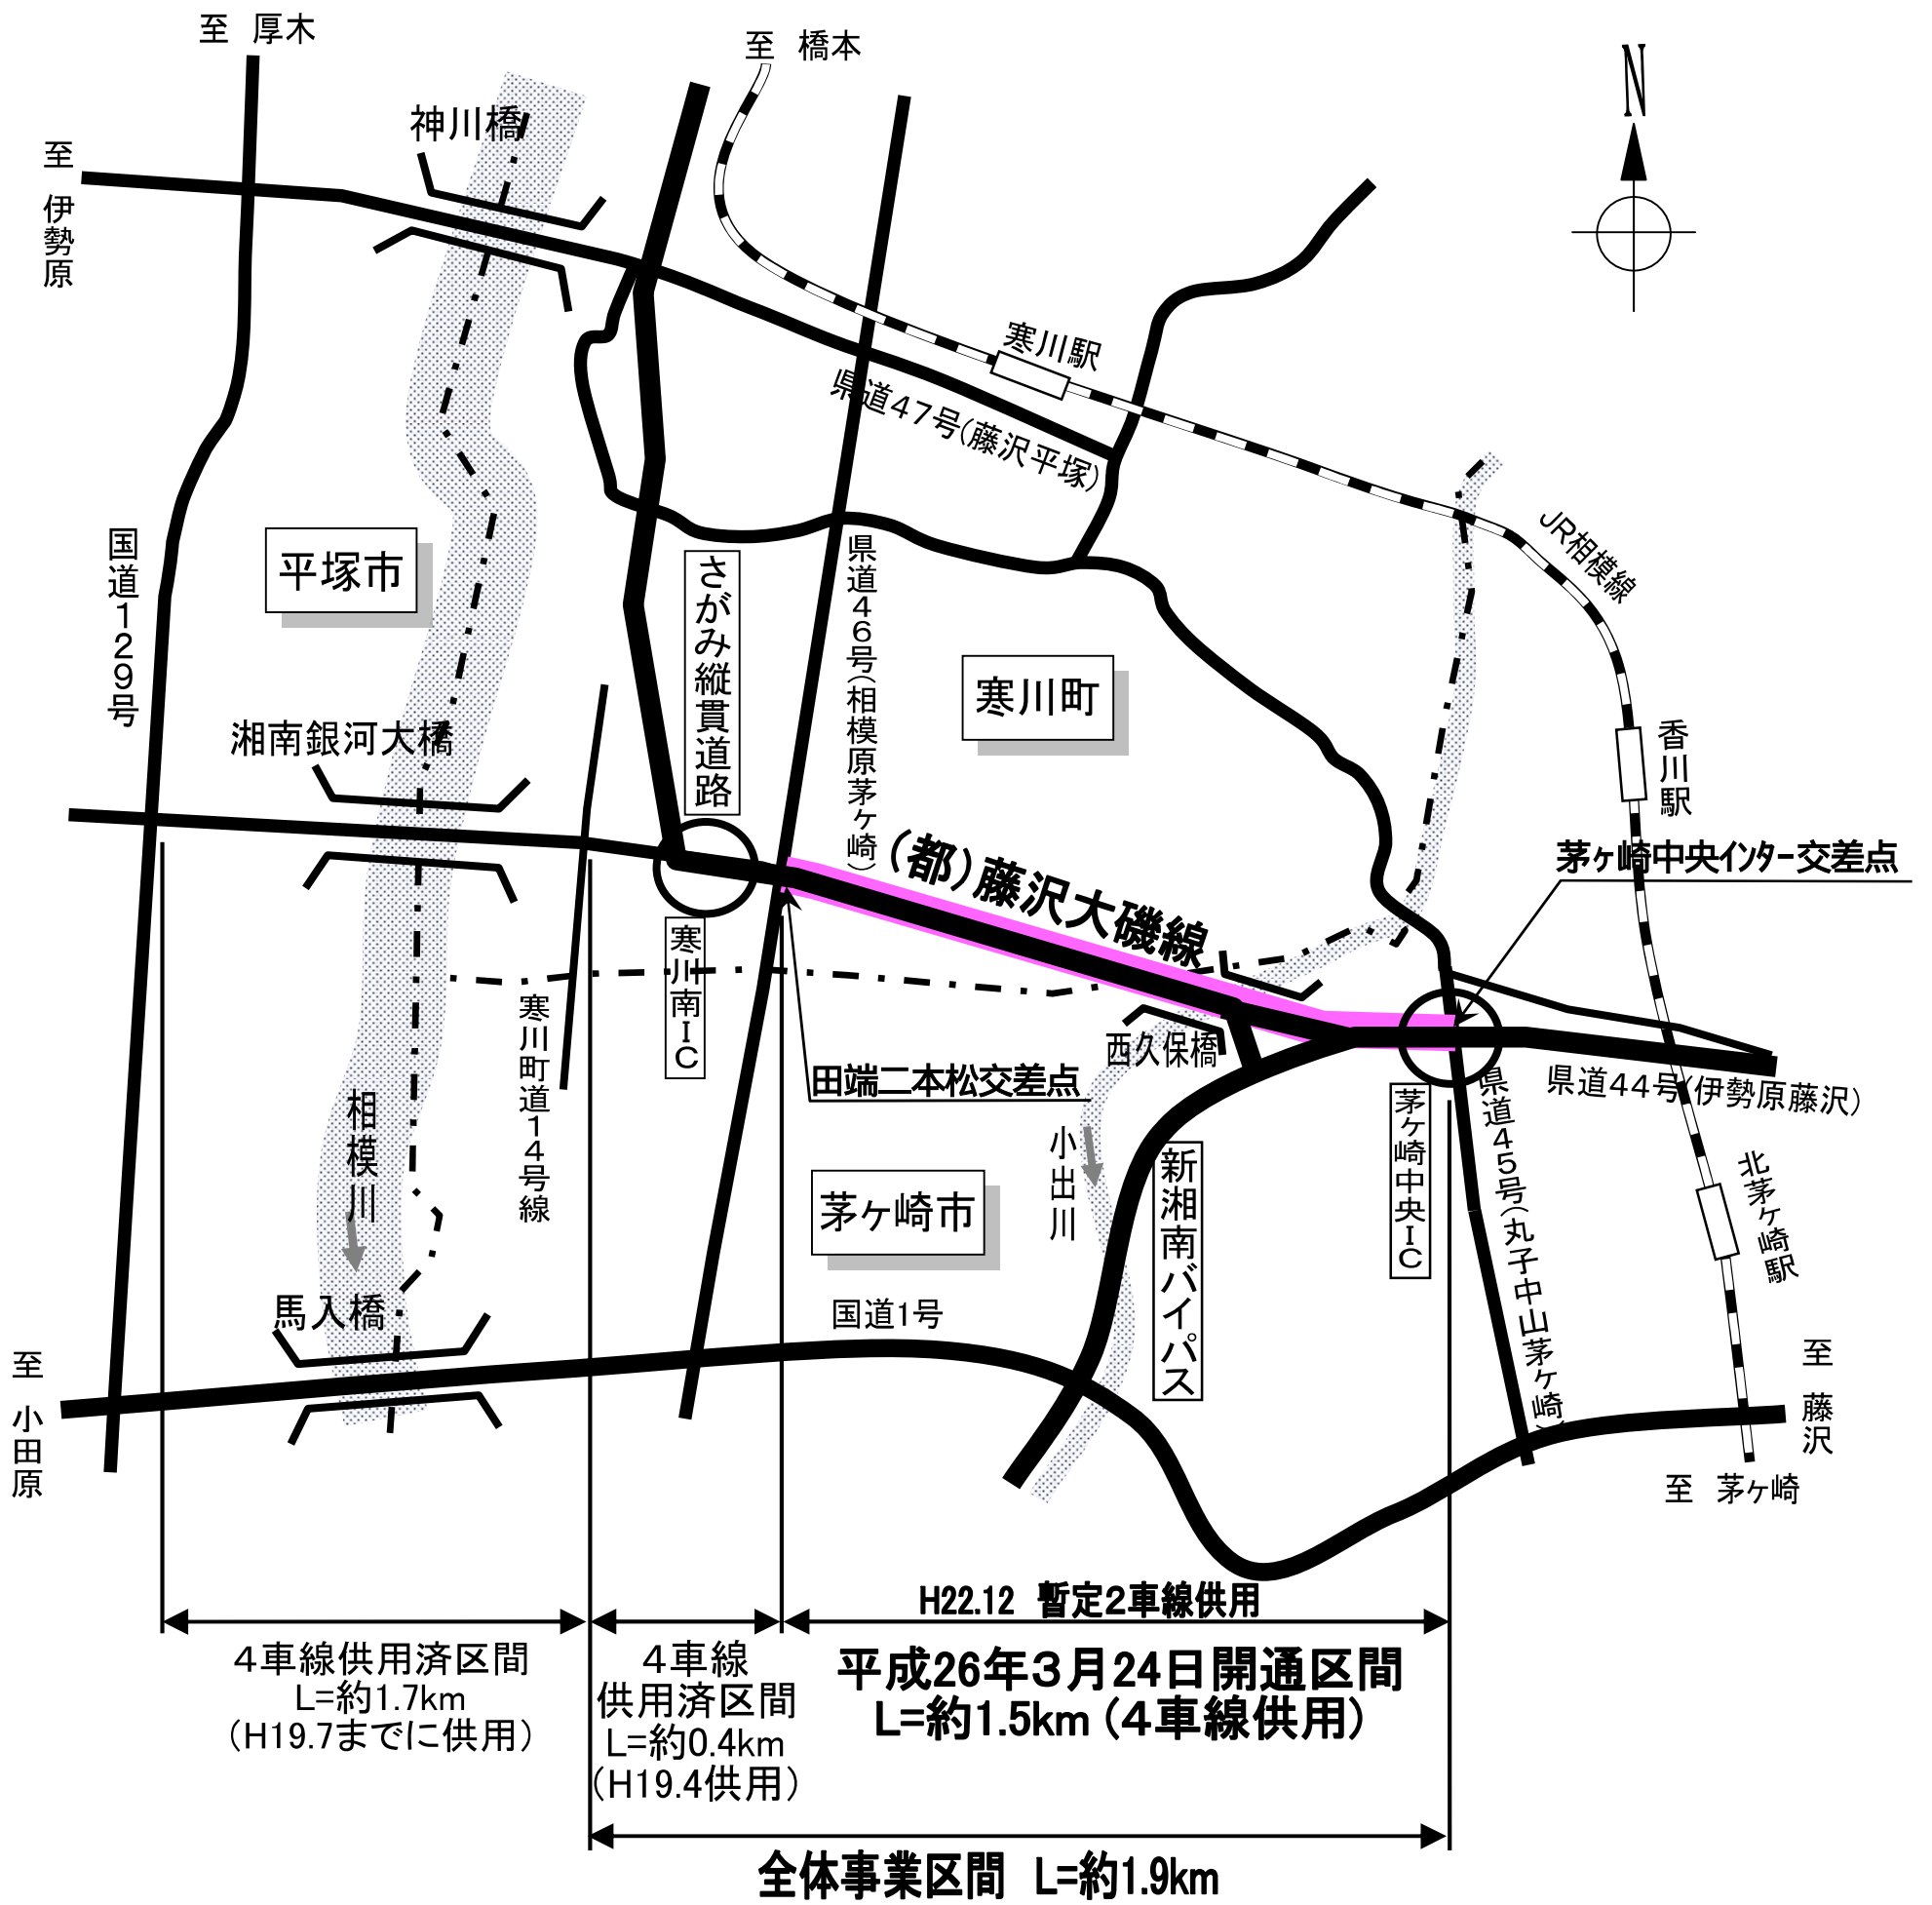 至　厚木
至　橋本
N
神川橋
至　伊勢原
寒川駅
県道47号(藤沢平塚)
JR相模線
国道129号
平塚市
さがみ縦貫道路
県道46号(相模原茅ヶ崎)
寒川町
湘南銀河大橋
香川駅
(都)藤沢大磯線
茅ヶ崎中央インター交差点
寒川南IC
寒川町道14号線
西久保橋
田端二本松交差点
県道44号(伊勢原藤沢)
県道45号(丸子中山茅ヶ崎)
茅ヶ崎中央IC
相模川
小出川
新湘南バイパス
茅ヶ崎市
北茅ヶ崎駅
馬入橋
国道1号
至　小田原
至　藤沢
至　茅ヶ崎
H22.12　暫定2車線供用
4車線供用済区間
L=約1.7km
(H19.7までに供用)
4車線
供用済区間
L=約0.4km
(H19.4供用)
平成26年3月24日開通区間
L=約1.5km(4車線供用)
全体事業区間　L=約1.9km